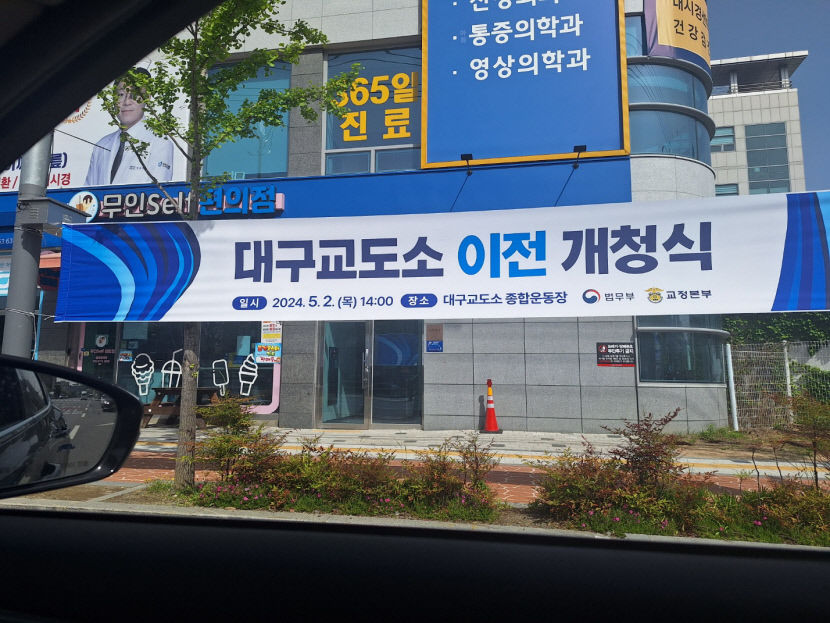 통증의학과
영상의학과
365일
진료
무인Self 편의점
대구교도소 이전 개청식
일시 2024. 5. 2. (목) 14:00 장소 대구교도소 종합운동장 법무부 교정본부